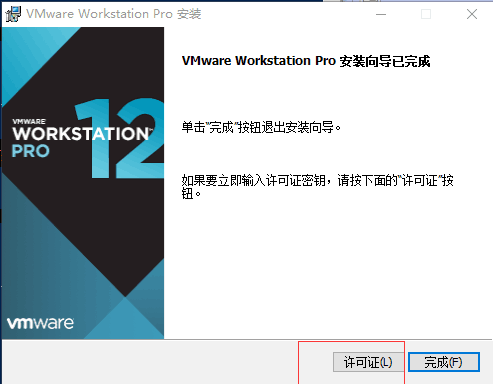 VMware Workstation Pro 安装
VMware Workstation Pro 安装向导已完成
VMWARE
WORKSTATION™
PRO 12
单击"完成"按钮退出安装向导。
如果要立即输入许可证密钥，请按下面的"许可证"按
钮。
vmware
许可证(L)
完成(F)